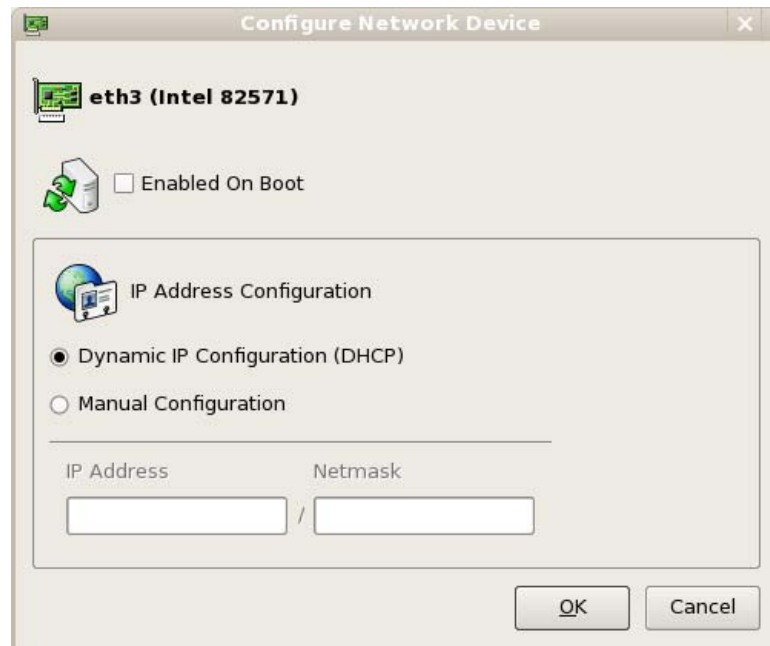 Configure Network Device
eth3 (Intel 82571)
Enabled On Boot
IP Address Configuration
Dynamic IP Configuration (DHCP)
Manual Configuration
IP Address Netmask
/
OK Cancel